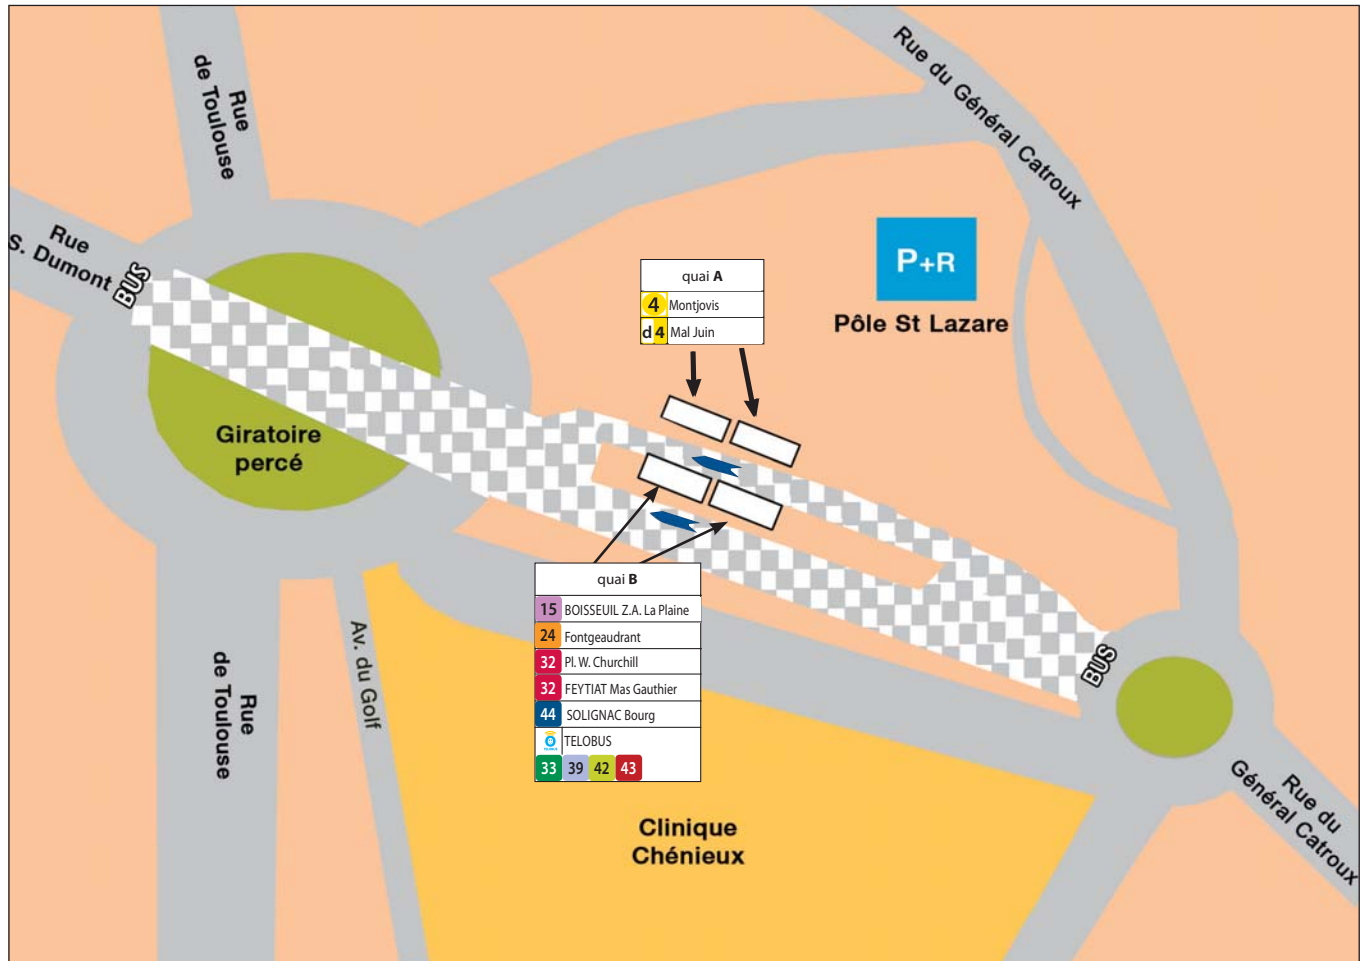 Rue
de Toulouse
Rue du Général Catroux
Rue
S. Dumont
BUS
P+R
Pôle St Lazare
quai A
4 Montjovis
d4 Mal Juin
Giratoire
percé
quai B
15 BOISSEUIL Z.A. La Plaine
24 Fontgeaudrant
32 Pl. W. Churchill
32 FEYTIAT Mas Gauthier
44 SOLIGNAC Bourg
TELOBUS
33 39 42 43
Rue
de Toulouse
Av. du Golf
BUS
Clinique
Chénieux
Rue du
Général Catroux